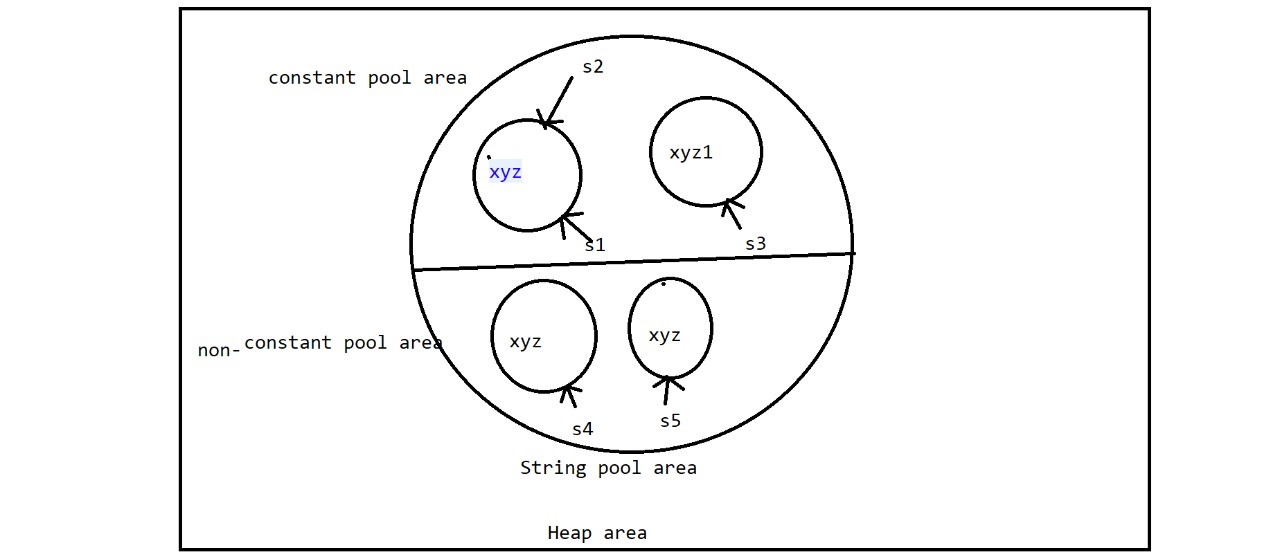 s2
constant pool area
xyz
xyz1
s1
s3
non-constant pool area
xyz
xyz
s4
s5
String pool area
Heap area